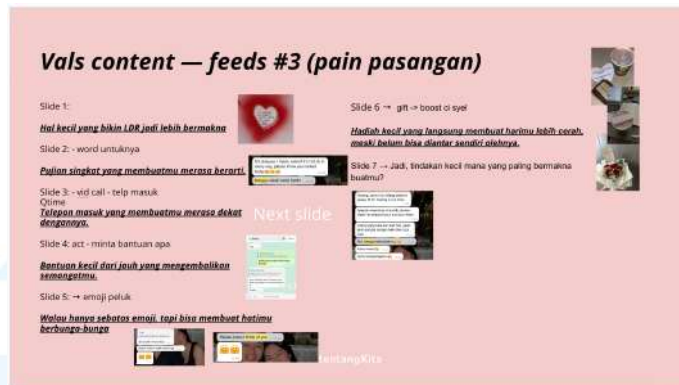 Vals content — feeds #3 (pain pasangan)
Slide 1:
Hal kecil yang bikin LDR jadi lebih bermakna
Slide 2: - word untuknya
Pujian singkat yang membuatmu merasa berarti.
Slide 3: - vid call - telp masuk
Qtime
Telepon masuk yang membuatmu merasa dekat
dengannya.
Slide 4: act - minta bantuan apa
Bantuan kecil dari jauh yang mengembalikan
semangatmu.
Slide 5: → emoji peluk
Walau hanya sebatas emoji, tapi bisa membuat hatimu
berbunga-bunga
Next slide
Slide 6 → gift -> boost ci syel
Hadiah kecil yang langsung membuat harimu lebih cerah,
meski belum bisa diantar sendiri olehnya.
Slide 7 → Jadi, tindakan kecil mana yang paling bermakna
buatmu?
tentangKita